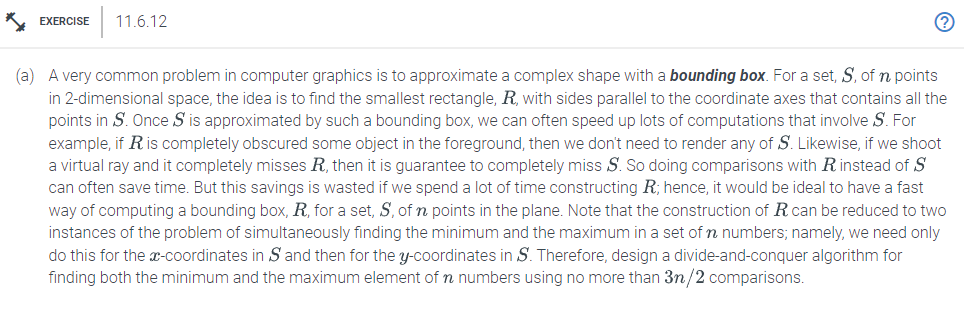 EXERCISE 11.6.12
(a) A very common problem in computer graphics is to approximate a complex shape with a bounding box. For a set, S, of n points
in 2-dimensional space, the idea is to find the smallest rectangle, R, with sides parallel to the coordinate axes that contains all the
points in S. Once S is approximated by such a bounding box, we can often speed up lots of computations that involve S. For
example, if R is completely obscured some object in the foreground, then we don't need to render any of S. Likewise, if we shoot
a virtual ray and it completely misses R, then it is guarantee to completely miss S. So doing comparisons with R instead of S
can often save time. But this savings is wasted if we spend a lot of time constructing R; hence, it would be ideal to have a fast
way of computing a bounding box, R, for a set, S, of n points in the plane. Note that the construction of R can be reduced to two
instances of the problem of simultaneously finding the minimum and the maximum in a set of n numbers; namely, we need only
do this for the x-coordinates in S and then for the y-coordinates in S. Therefore, design a divide-and-conquer algorithm for
finding both the minimum and the maximum element of n numbers using no more than 3n/2 comparisons.